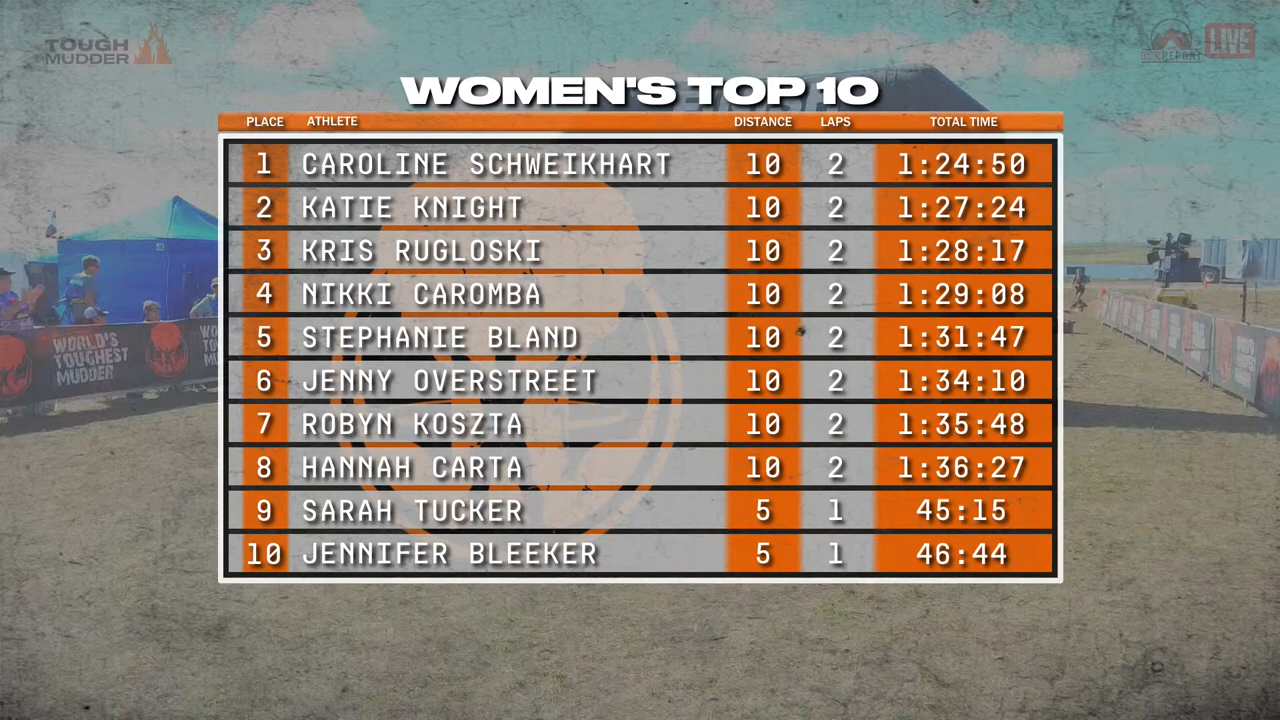 TOUGH
MUDDER
REPORT
LIVE
WOMEN'S TOP 10
PLACE ATHLETE DISTANCE LAPS TOTAL TIME
1 CAROLINE SCHWEIKHART 10 2 1:24:50
2 KATIE KNIGHT 10 2 1:27:24
3 KRIS RUGLOSKI 10 2 1:28:17
4 NIKKI CAROMBA 10 2 1:29:08
5 STEPHANIE BLAND 10 2 1:31:47
6 JENNY OVERSTREET 10 2 1:34:10
7 ROBYN KOSZTA 10 2 1:35:48
8 HANNAH CARTA 10 2 1:36:27
9 SARAH TUCKER 5 1 45:15
10 JENNIFER BLEEKER 5 1 46:44
WORLD'S
TOUGHEST
MUDDER